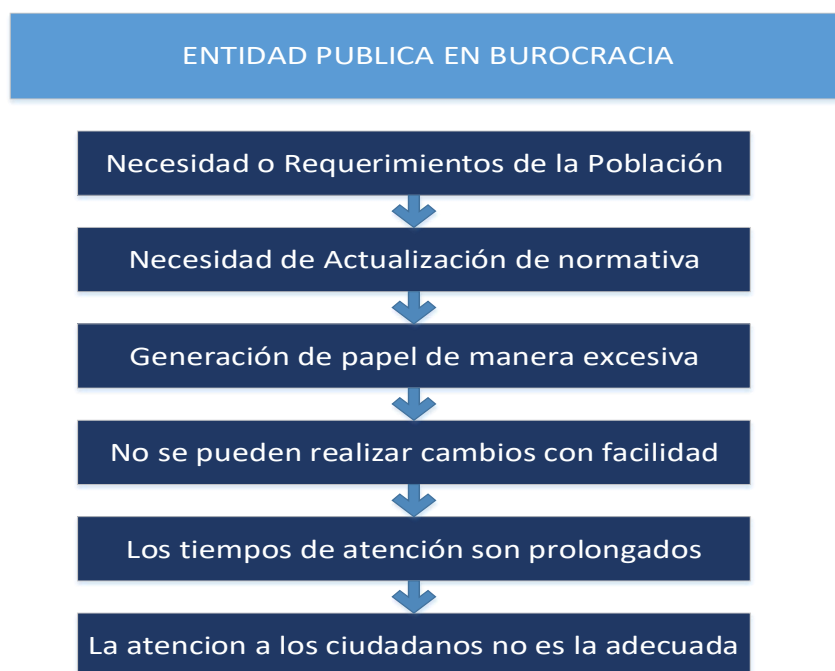 ENTIDAD PUBLICA EN BUROCRACIA
Necesidad o Requerimientos de la Población
Necesidad de Actualización de normativa
Generación de papel de manera excesiva
No se pueden realizar cambios con facilidad
Los tiempos de atención son prolongados
La atencion a los ciudadanos no es la adecuada